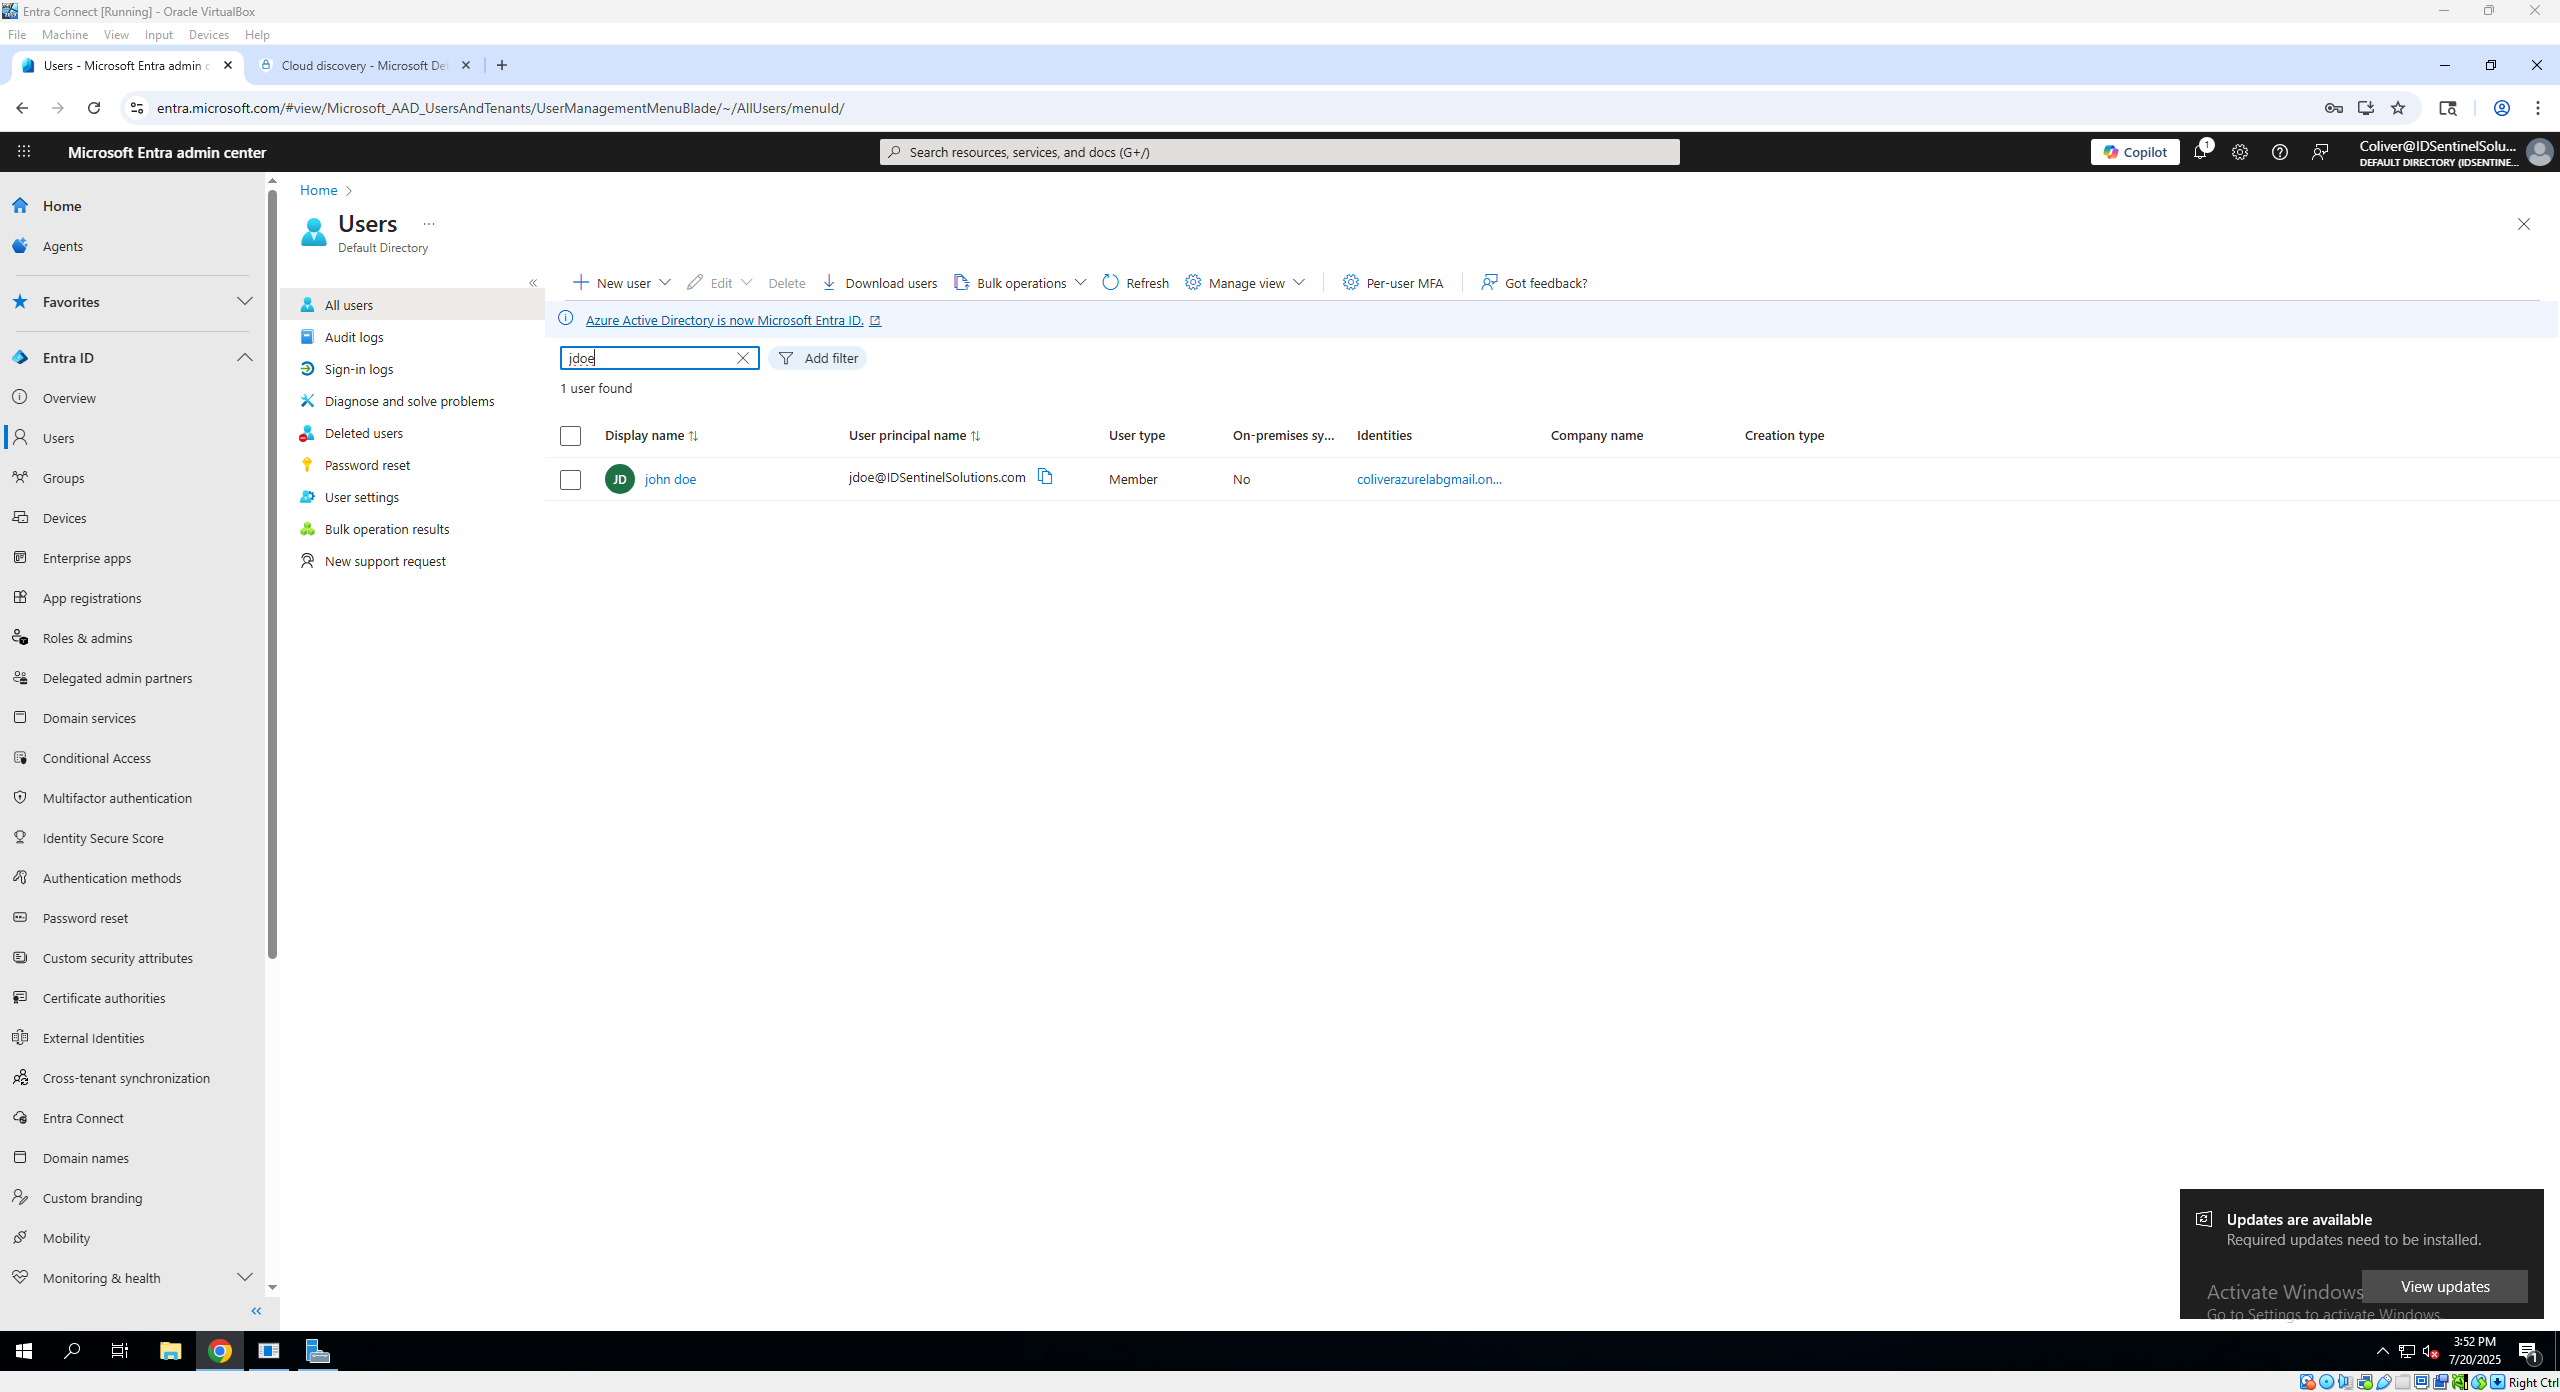 Entra Connect [Running] - Oracle VirtualBox
File Machine View Input Devices Help
Users - Microsoft Entra admin c
Cloud discovery - Microsoft De
entra.microsoft.com/#view/Microsoft_AAD_UsersAndTenants/UserManagementMenuBlade/~/AllUsers/menuId/
Microsoft Entra admin center
Search resources, services, and docs (G+/)
Copilot
1
Coliver@IDSentinelSolu...
DEFAULT DIRECTORY (IDSENTINE...
Home
Agents
Favorites
Entra ID
Overview
Users
Groups
Devices
Enterprise apps
App registrations
Roles & admins
Delegated admin partners
Domain services
Conditional Access
Multifactor authentication
Identity Secure Score
Authentication methods
Password reset
Custom security attributes
Certificate authorities
External Identities
Cross-tenant synchronization
Entra Connect
Domain names
Custom branding
Mobility
Monitoring & health
Home
Users
...
Default Directory
All users
Audit logs
Sign-in logs
Diagnose and solve problems
Deleted users
Password reset
User settings
Bulk operation results
New support request
New user Edit Delete Download users Bulk operations Refresh Manage view Per-user MFA Got feedback?
Azure Active Directory is now Microsoft Entra ID.
jdoe
Add filter
1 user found
Display name User principal name User type On-premises sy... Identities Company name Creation type
JD john doe jdoe@IDSentinelSolutions.com Member No coliverazurelabgmail.on...
Updates are available
Required updates need to be installed.
View updates
Activate Windows
Go to Settings to activate Windows.
3:52 PM
7/20/2025
1
Right Ctrl